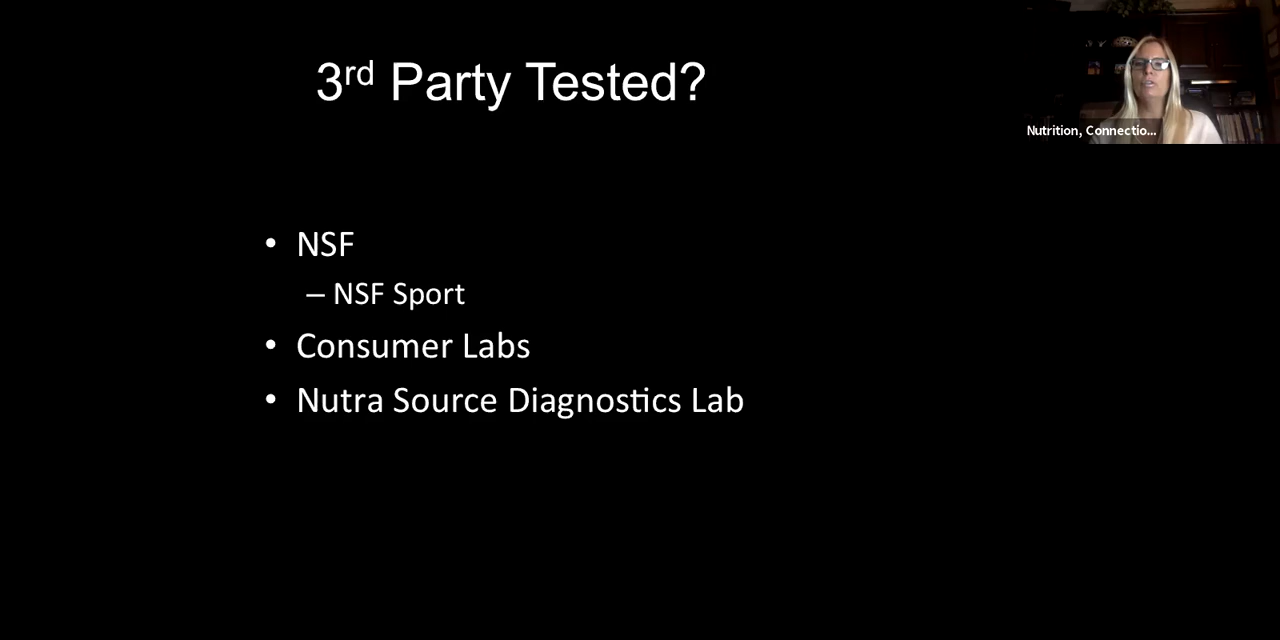 3rd Party Tested?
Nutrition, Connectio...
• NSF
– NSF Sport
• Consumer Labs
• Nutra Source Diagnostics Lab